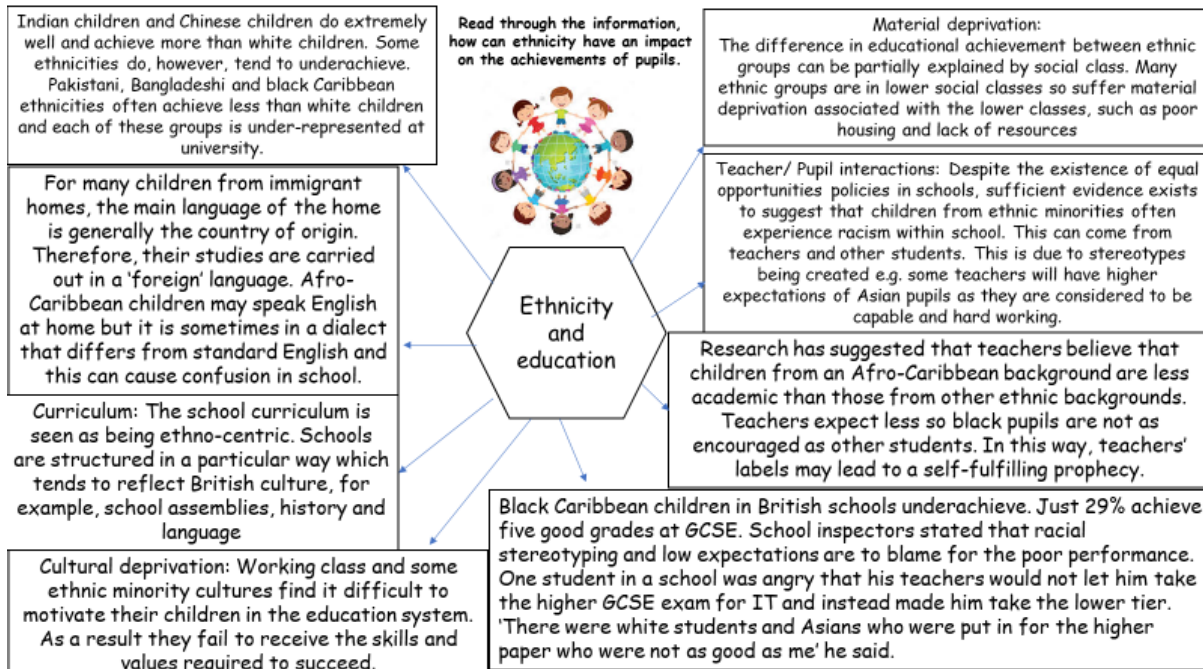 Indian children and Chinese children do extremely
well and achieve more than white children. Some
ethnicities do, however, tend to underachieve.
Pakistani, Bangladeshi and black Caribbean
ethnicities often achieve less than white children
and each of these groups is under-represented at
university.
Read through the information,
how can ethnicity have an impact
on the achievements of pupils.
Material deprivation:
The difference in educational achievement between ethnic
groups can be partially explained by social class. Many
ethnic groups are in lower social classes so suffer material
deprivation associated with the lower classes, such as poor
housing and lack of resources
For many children from immigrant
homes, the main language of the home
is generally the country of origin.
Therefore, their studies are carried
out in a ‘foreign’ language. Afro-
Caribbean children may speak English
at home but it is sometimes in a dialect
that differs from standard English and
this can cause confusion in school.
Teacher/ Pupil interactions: Despite the existence of equal
opportunities policies in schools, sufficient evidence exists
to suggest that children from ethnic minorities often
experience racism within school. This can come from
teachers and other students. This is due to stereotypes
being created e.g. some teachers will have higher
expectations of Asian pupils as they are considered to be
capable and hard working.
Ethnicity
and
education
Research has suggested that teachers believe that
children from an Afro-Caribbean background are less
academic than those from other ethnic backgrounds.
Teachers expect less so black pupils are not as
encouraged as other students. In this way, teachers’
labels may lead to a self-fulfilling prophecy.
Curriculum: The school curriculum is
seen as being ethno-centric. Schools
are structured in a particular way which
tends to reflect British culture, for
example, school assemblies, history and
language
Black Caribbean children in British schools underachieve. Just 29% achieve
five good grades at GCSE. School inspectors stated that racial
stereotyping and low expectations are to blame for the poor performance.
One student in a school was angry that his teachers would not let him take
the higher GCSE exam for IT and instead made him take the lower tier.
‘There were white students and Asians who were put in for the higher
paper who were not as good as me’ he said.
Cultural deprivation: Working class and some
ethnic minority cultures find it difficult to
motivate their children in the education system.
As a result they fail to receive the skills and
values required to succeed.